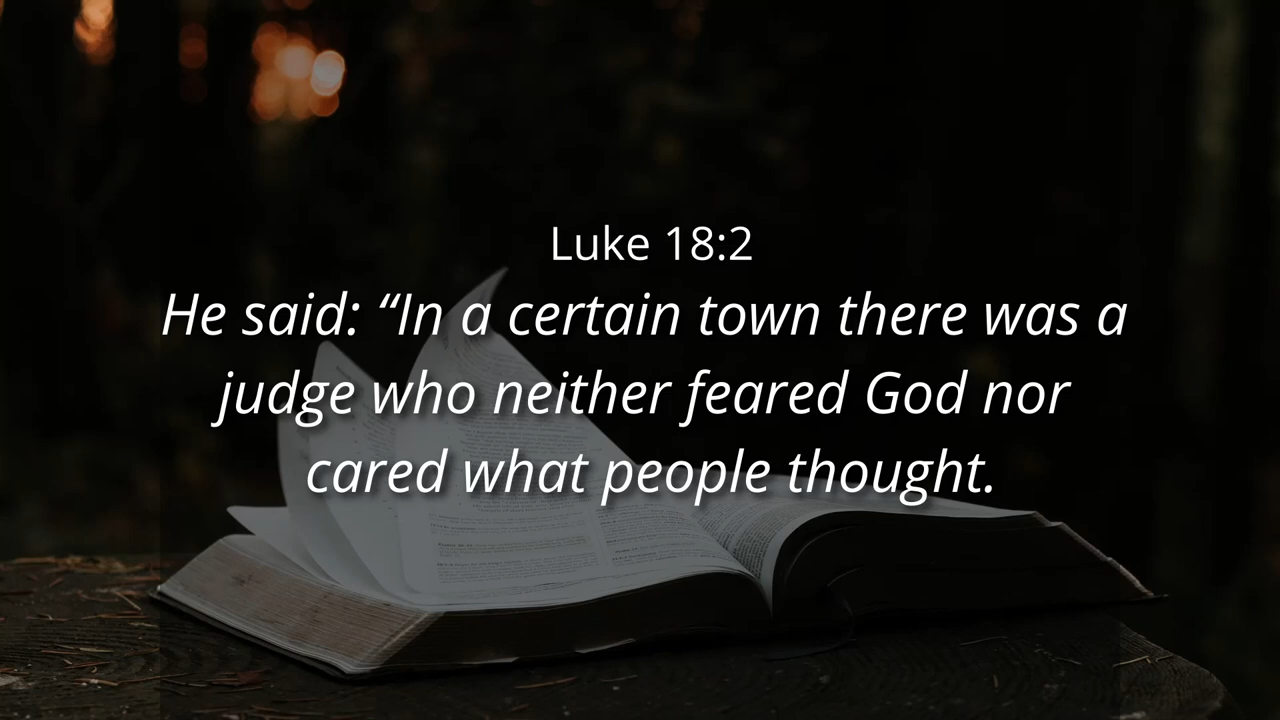 Luke 18:2
He said: “In a certain town there was a
judge who neither feared God nor
cared what people thought.